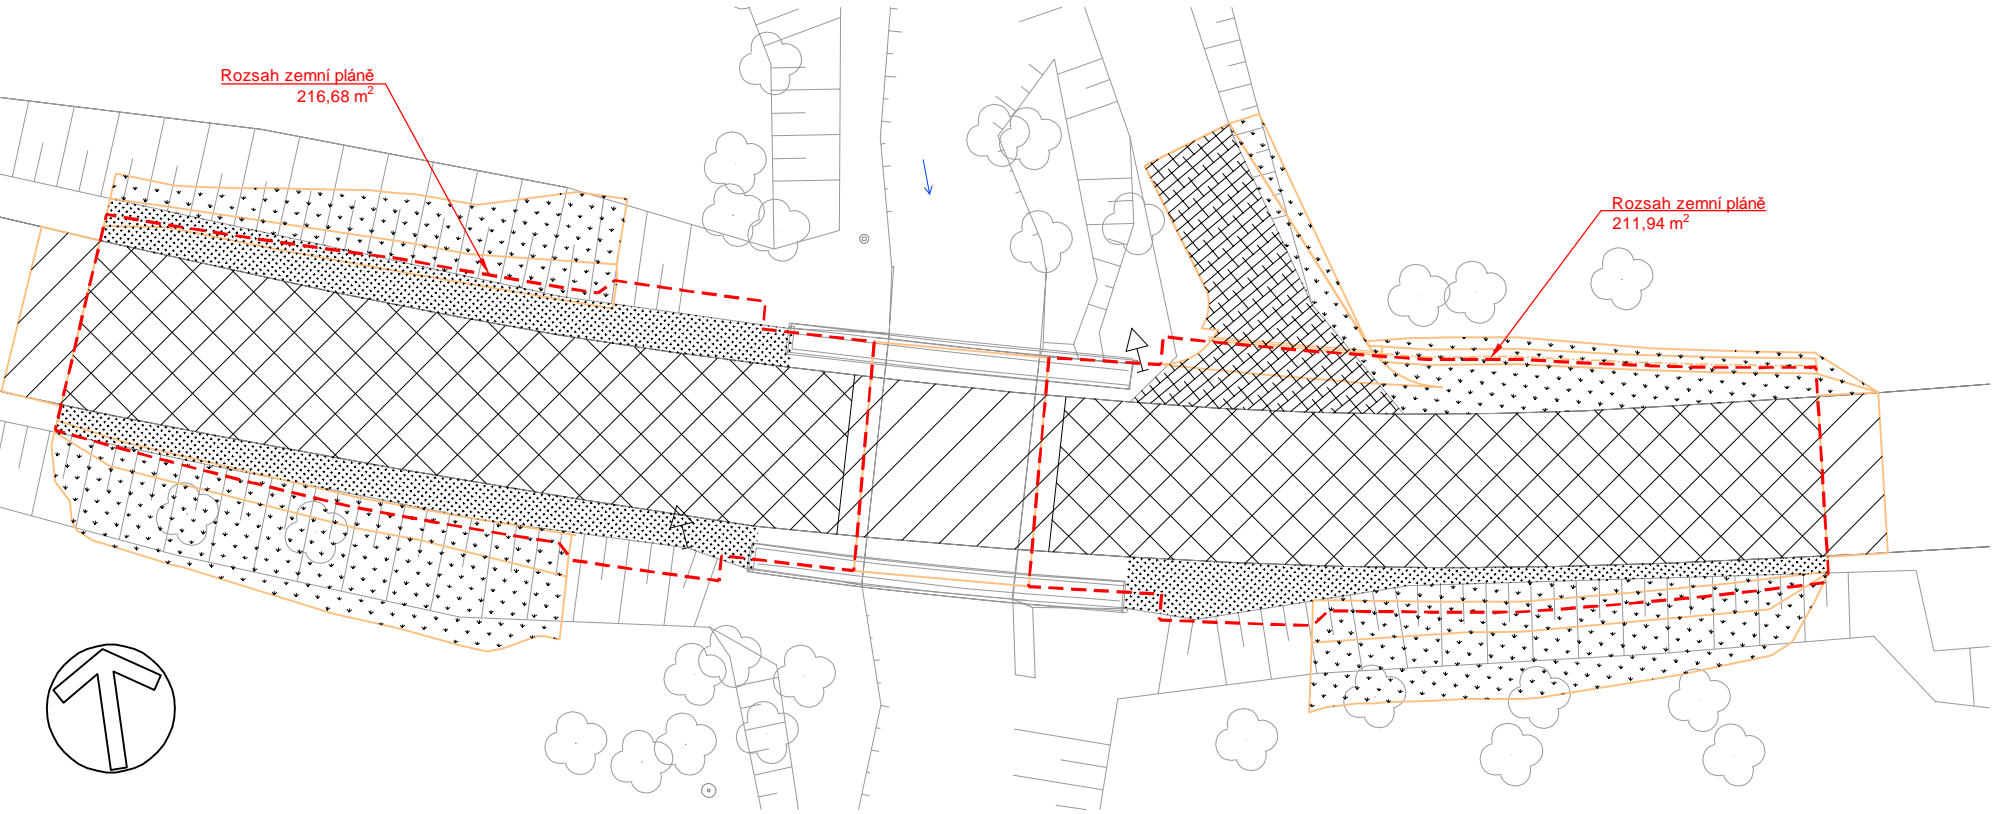 Rozsah zemní pláně
216,68 m²
Rozsah zemní pláně
211,94 m²